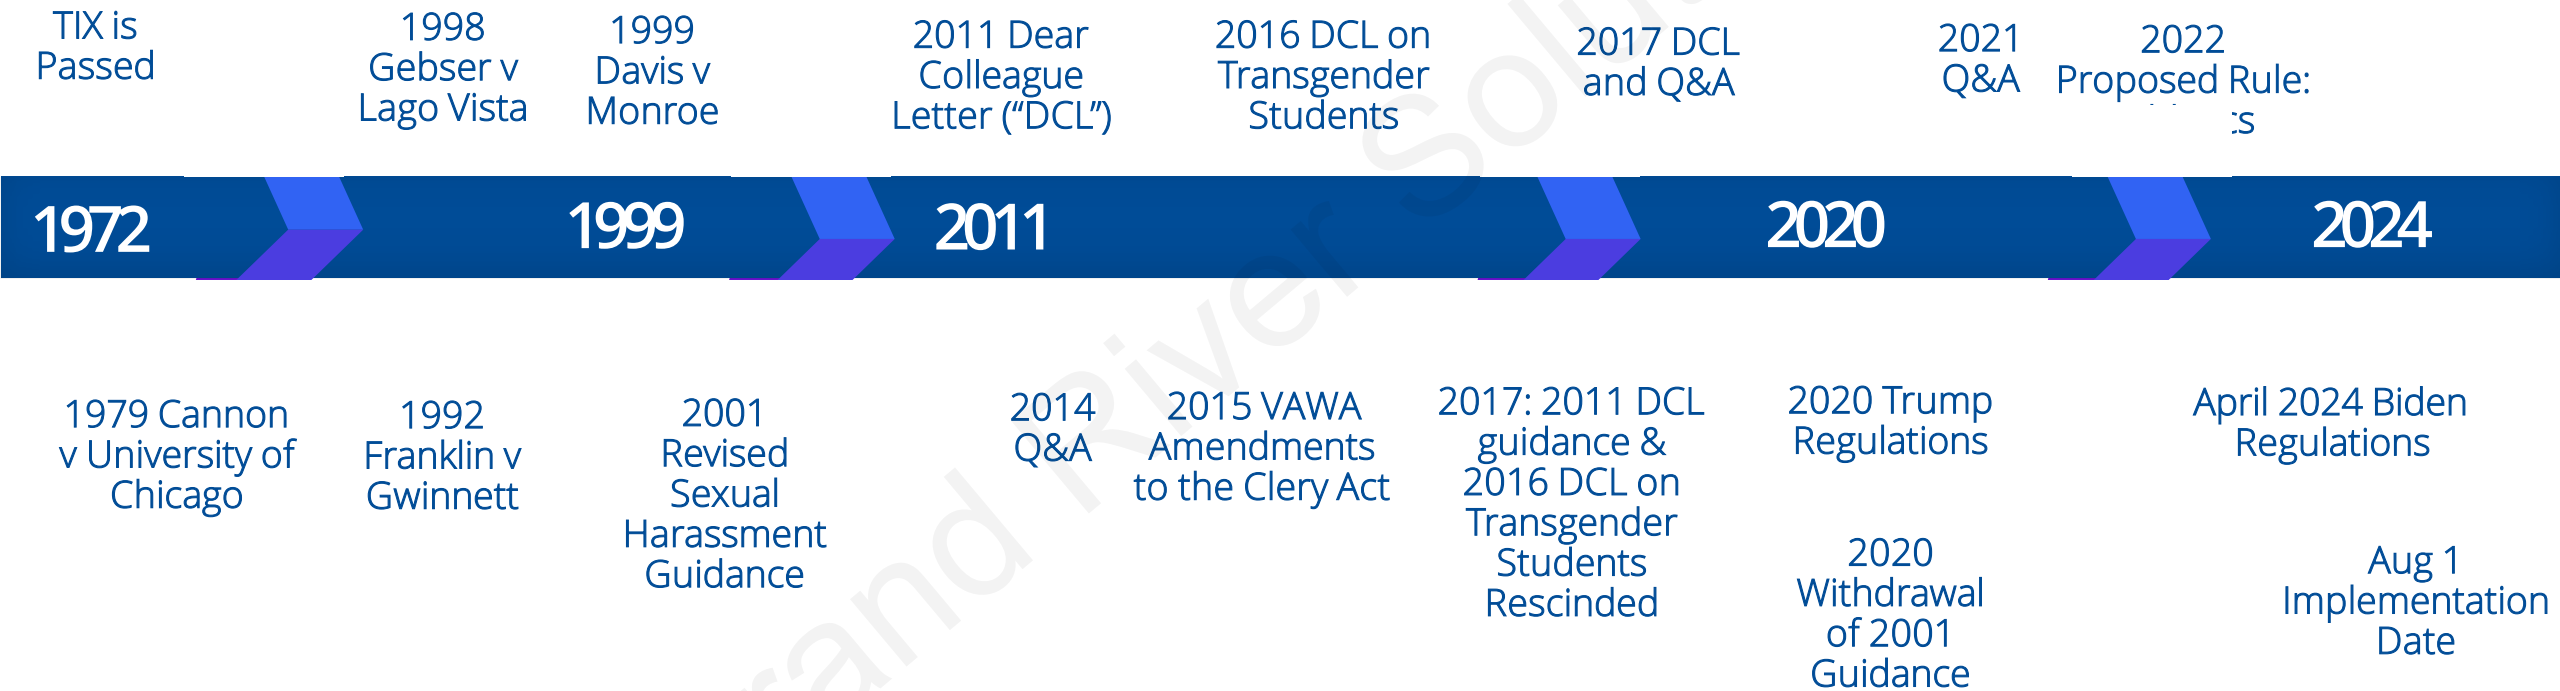 TIX is
Passed
1998
Gebser v
Lago Vista
1999
Davis v
Monroe
2011 Dear
Colleague
Letter (“DCL”)
2016 DCL on
Transgender
Students
2017 DCL
and Q&A
2021
Q&A
2022
Proposed Rule:
1972
1999
2011
2020
2024
1979 Cannon
v University of
Chicago
1992
Franklin v
Gwinnett
2001
Revised
Sexual
Harassment
Guidance
2014
Q&A
2015 VAWA
Amendments
to the Clery Act
2017: 2011 DCL
guidance &
2016 DCL on
Transgender
Students
Rescinded
2020 Trump
Regulations
2020
Withdrawal
of 2001
Guidance
April 2024 Biden
Regulations
Aug 1
Implementation
Date
River